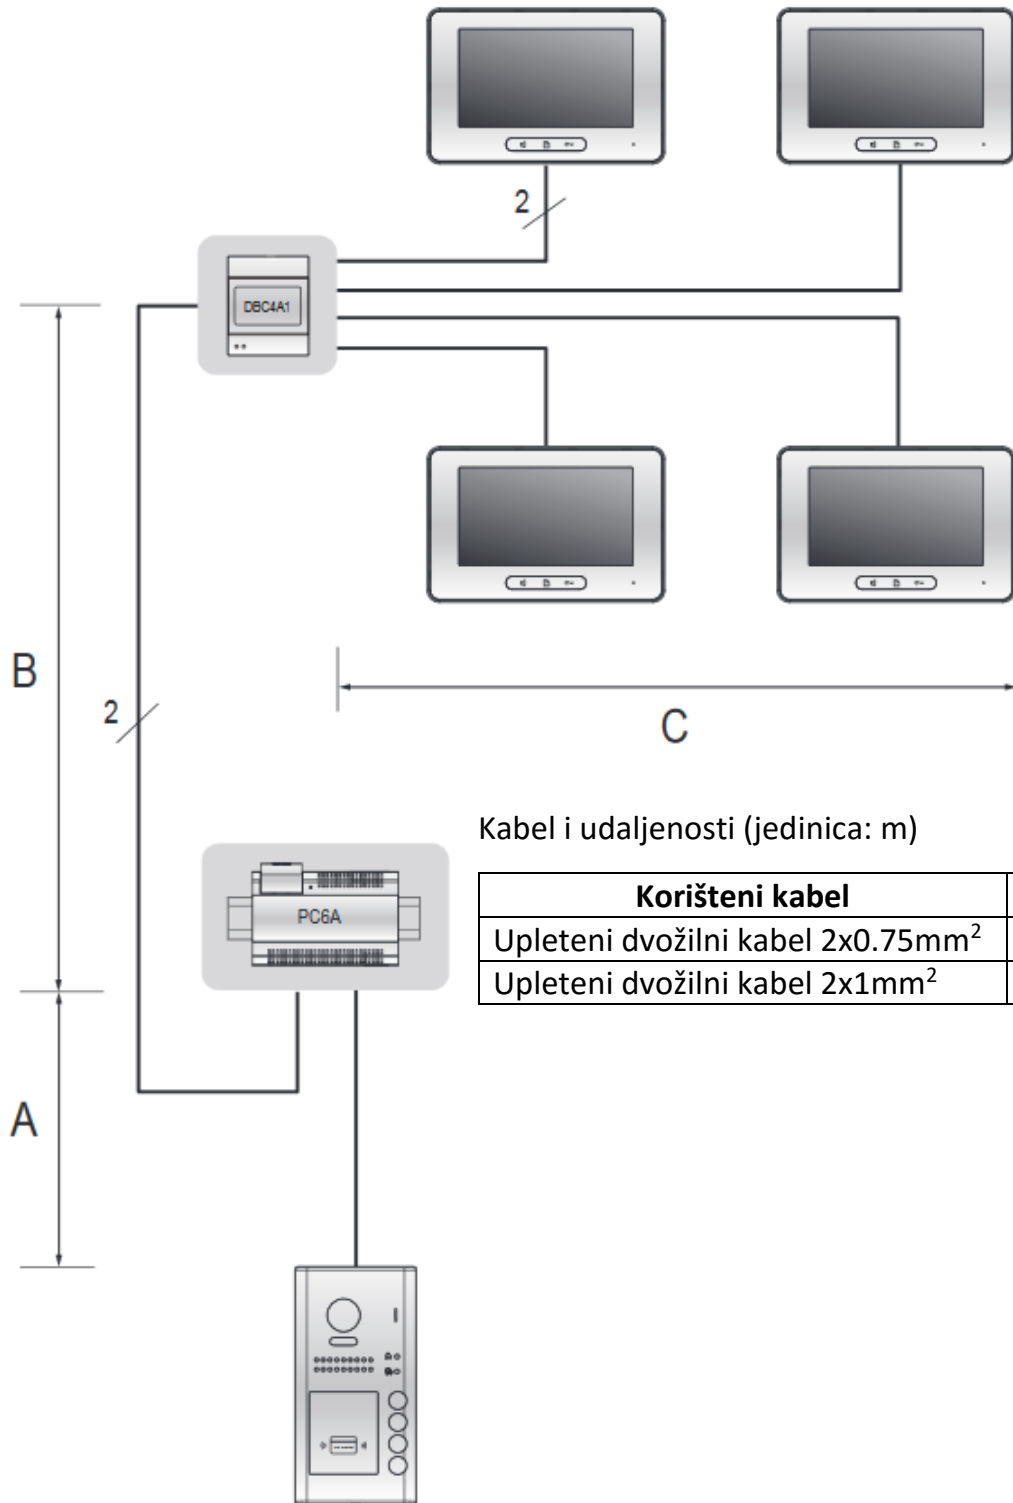 2
DBC4A1
B
2
C
Kabel i udaljenosti (jedinica: m)
Korišteni kabel
Upleteni dvožilni kabel 2x0.75mm²
Upleteni dvožilni kabel 2x1mm²
PC6A
A